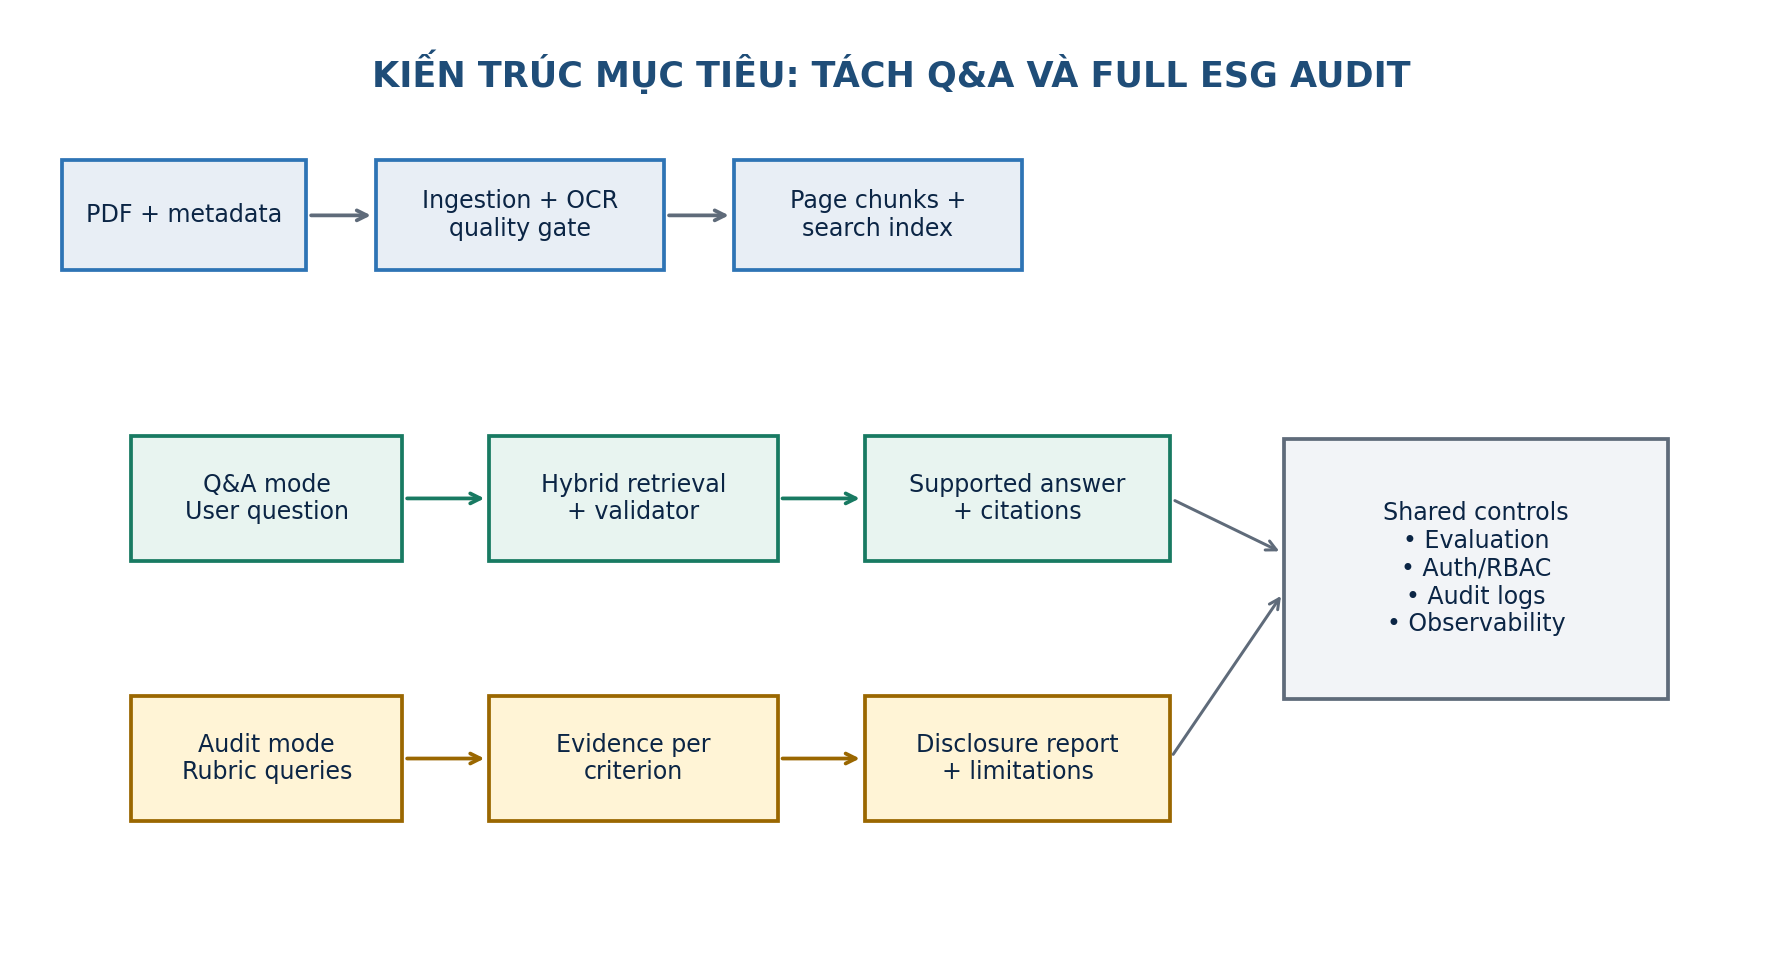 KIẾN TRÚC MỤC TIÊU: TÁCH Q&A VÀ FULL ESG AUDIT
PDF + metadata
Ingestion + OCR
quality gate
Page chunks +
search index
Q&A mode
User question
Hybrid retrieval
+ validator
Supported answer
+ citations
Shared controls
• Evaluation
• Auth/RBAC
• Audit logs
• Observability
Audit mode
Rubric queries
Evidence per
criterion
Disclosure report
+ limitations